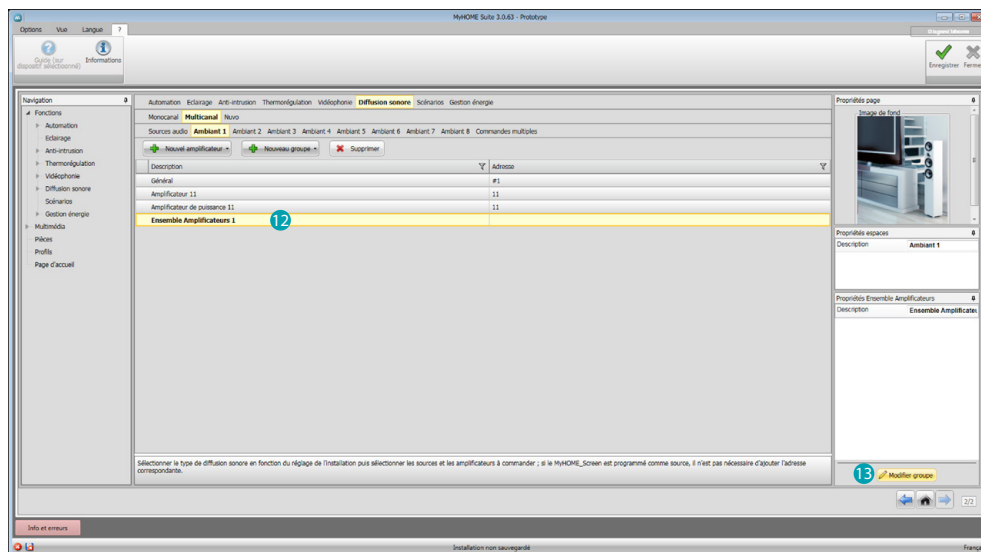 MyHOME Suite 3.0.63 - Prototype
Options Vue Langue ?
Guide (sur dispositif sélectionné)
Informations
Enregistrer Ferme
Navigation
Fonctions
Automation
Eclairage
Anti-intrusion
Thermorégulation
Vidéophonie
Diffusion sonore
Scénarios
Gestion énergie
Multimédia
Pièces
Profils
Page d'accueil
Automation Eclairage Anti-intrusion Thermorégulation Vidéophonie Diffusion sonore Scénarios Gestion énergie
Monocanal Multicanal Nuvo
Sources audio Ambiant 1 Ambiant 2 Ambiant 3 Ambiant 4 Ambiant 5 Ambiant 6 Ambiant 7 Ambiant 8 Commandes multiples
Nouvel amplificateur Nouveau groupe Supprimer
Description Adresse
Général #1
Amplificateur 11 11
Amplificateur de puissance 11 11
Ensemble Amplificateurs 1 12
Sélectionner le type de diffusion sonore en fonction du réglage de l'installation puis sélectionner les sources et les amplificateurs à commander ; si le MyHOME_Screen est programmé comme source, il n'est pas nécessaire d'ajouter l'adresse
correspondante.
Propriétés page
Image de fond
Propriétés espaces
Description Ambiant 1
Propriétés Ensemble Amplificateurs
Description Ensemble Amplificateu
13 Modifier groupe
2/2
Info et erreurs
Installation non sauvegardé
França